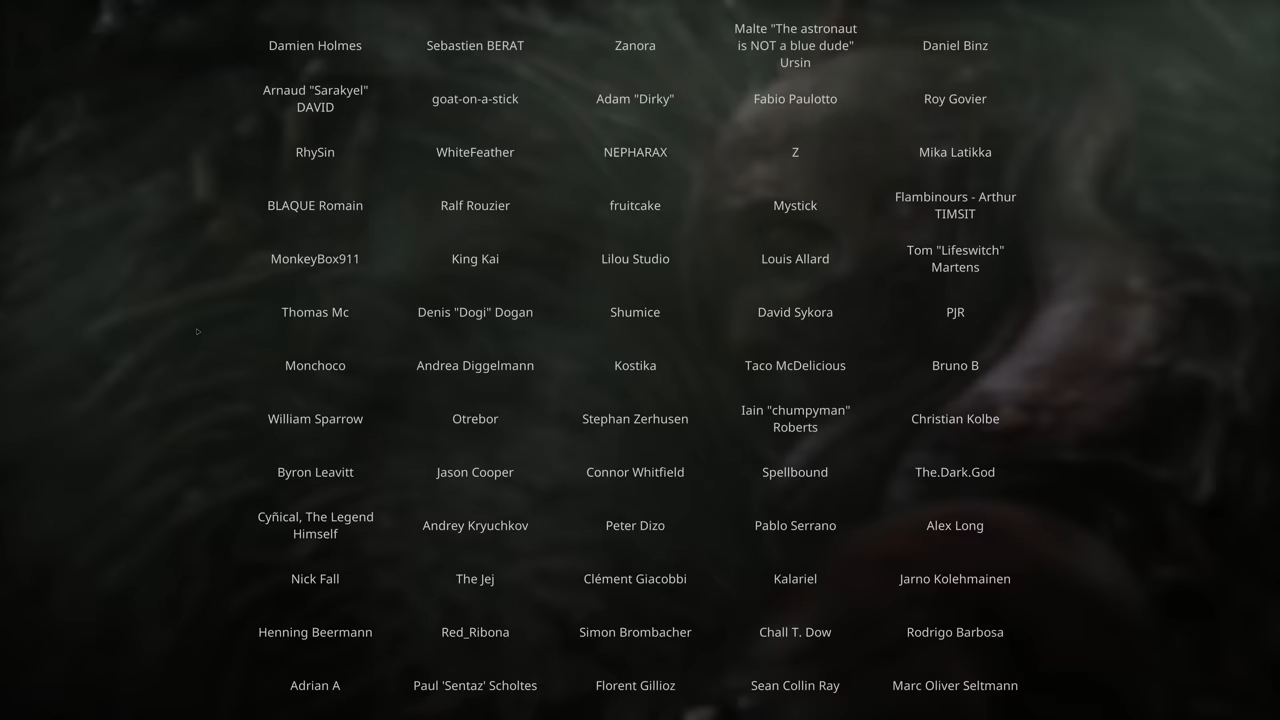 Damien Holmes
Sebastien BERAT
Zanora
Malte "The astronaut
is NOT a blue dude"
Ursin
Daniel Binz
Arnaud "Sarakyel"
DAVID
goat-on-a-stick
Adam "Dirky"
Fabio Paulotto
Roy Govier
RhySin
WhiteFeather
NEPHARAX
Z
Mika Latikka
BLAQUE Romain
Ralf Rouzier
fruitcake
Mystick
Flambinours - Arthur
TIMSIT
MonkeyBox911
King Kai
Lilou Studio
Louis Allard
Tom "Lifeswitch"
Martens
Thomas Mc
Denis "Dogi" Dogan
Shumice
David Sykora
PJR
Monchoco
Andrea Diggelmann
Kostika
Taco McDelicious
Bruno B
William Sparrow
Otrebor
Stephan Zerhusen
Iain "chumpyman"
Roberts
Christian Kolbe
Byron Leavitt
Jason Cooper
Connor Whitfield
Spellbound
The.Dark.God
Cyñical, The Legend
Himself
Andrey Kryuchkov
Peter Dizo
Pablo Serrano
Alex Long
Nick Fall
The Jej
Clément Giacobbi
Kalariel
Jarno Kolehmainen
Henning Beermann
Red_Ribona
Simon Brombacher
Chall T. Dow
Rodrigo Barbosa
Adrian A
Paul 'Sentaz' Scholtes
Florent Gillioz
Sean Collin Ray
Marc Oliver Seltmann